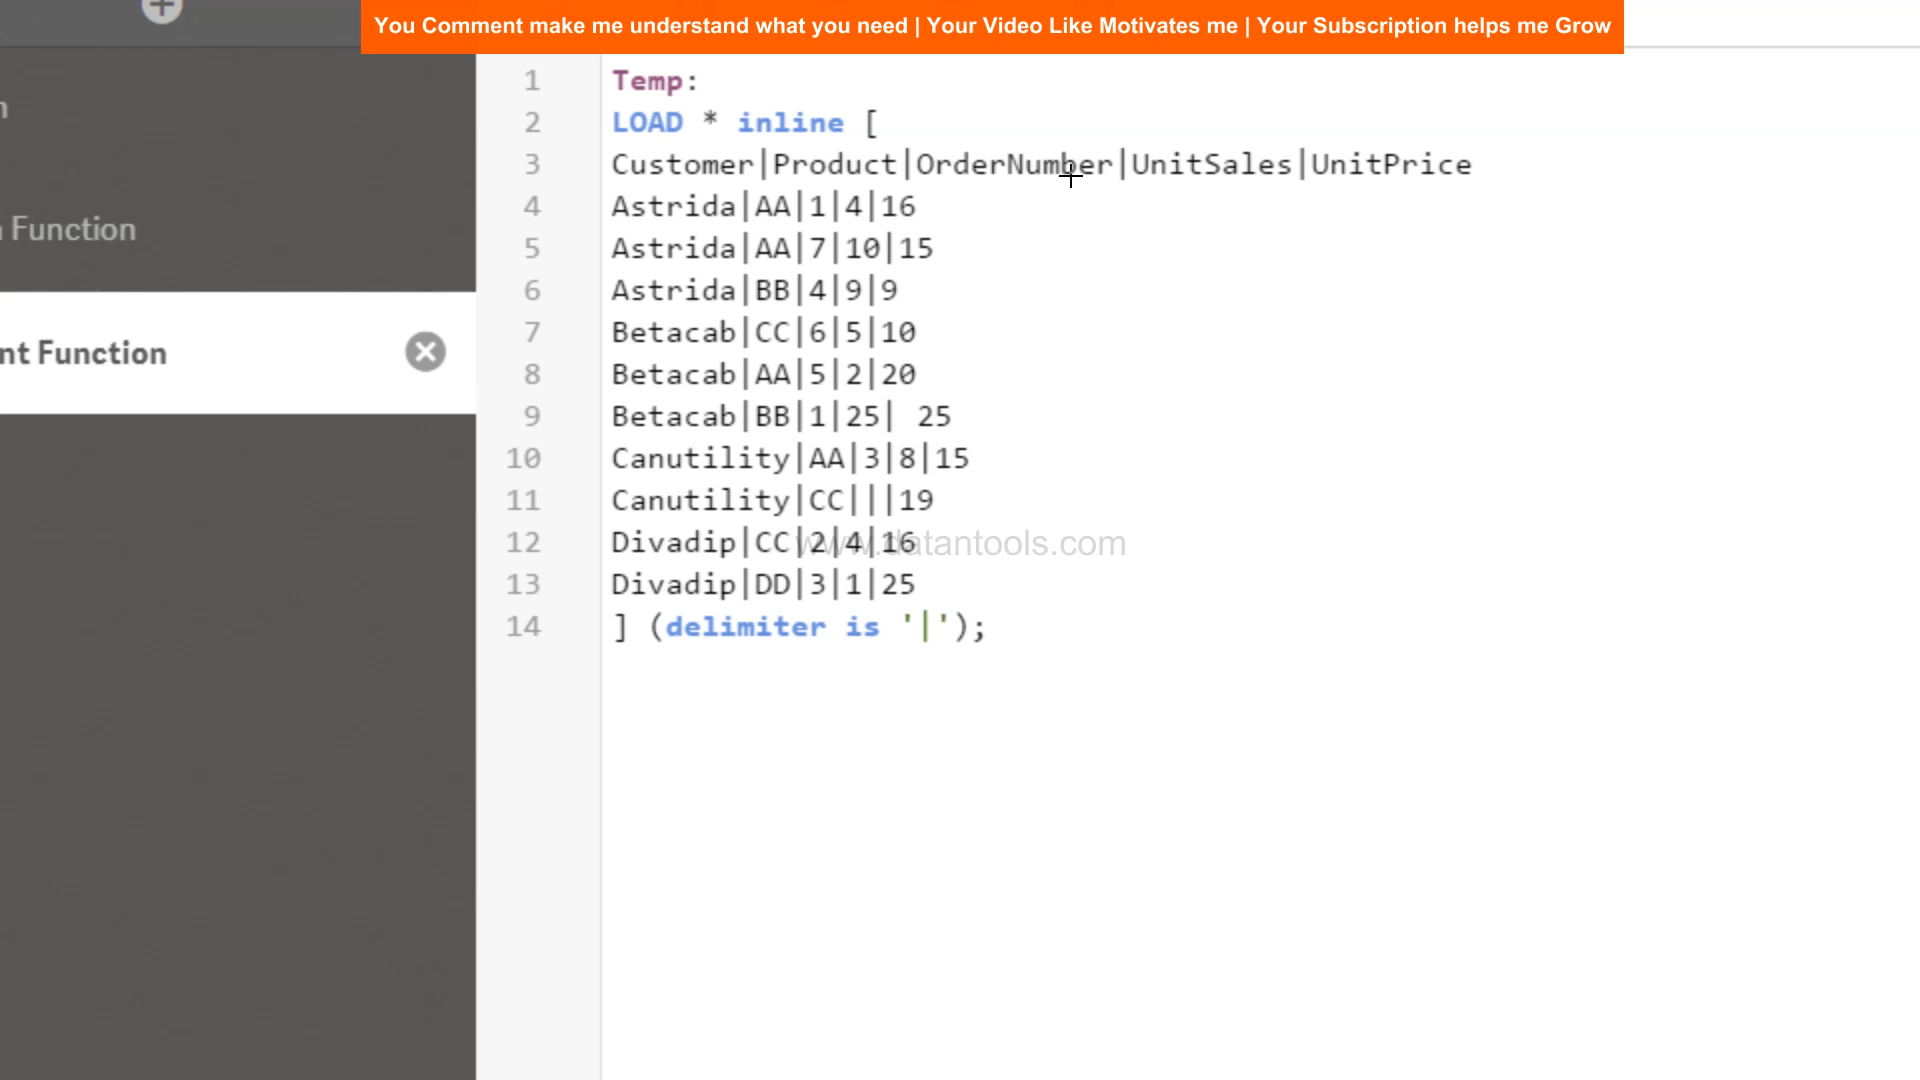 You Comment make me understand what you need | Your Video Like Motivates me | Your Subscription helps me Grow
n
n Function
nt Function
1 Temp:
2 LOAD * inline [
3 Customer|Product|OrderNumber|UnitSales|UnitPrice
4 Astrida|AA|1|4|16
5 Astrida|AA|7|10|15
6 Astrida|BB|4|9|9
7 Betacab|CC|6|5|10
8 Betacab|AA|5|2|20
9 Betacab|BB|1|25| 25
10 Canutility|AA|3|8|15
11 Canutility|CC|||19
12 Divadip|CC|2|4|16
13 Divadip|DD|3|1|25
14 ] (delimiter is '|');
www.datantools.com